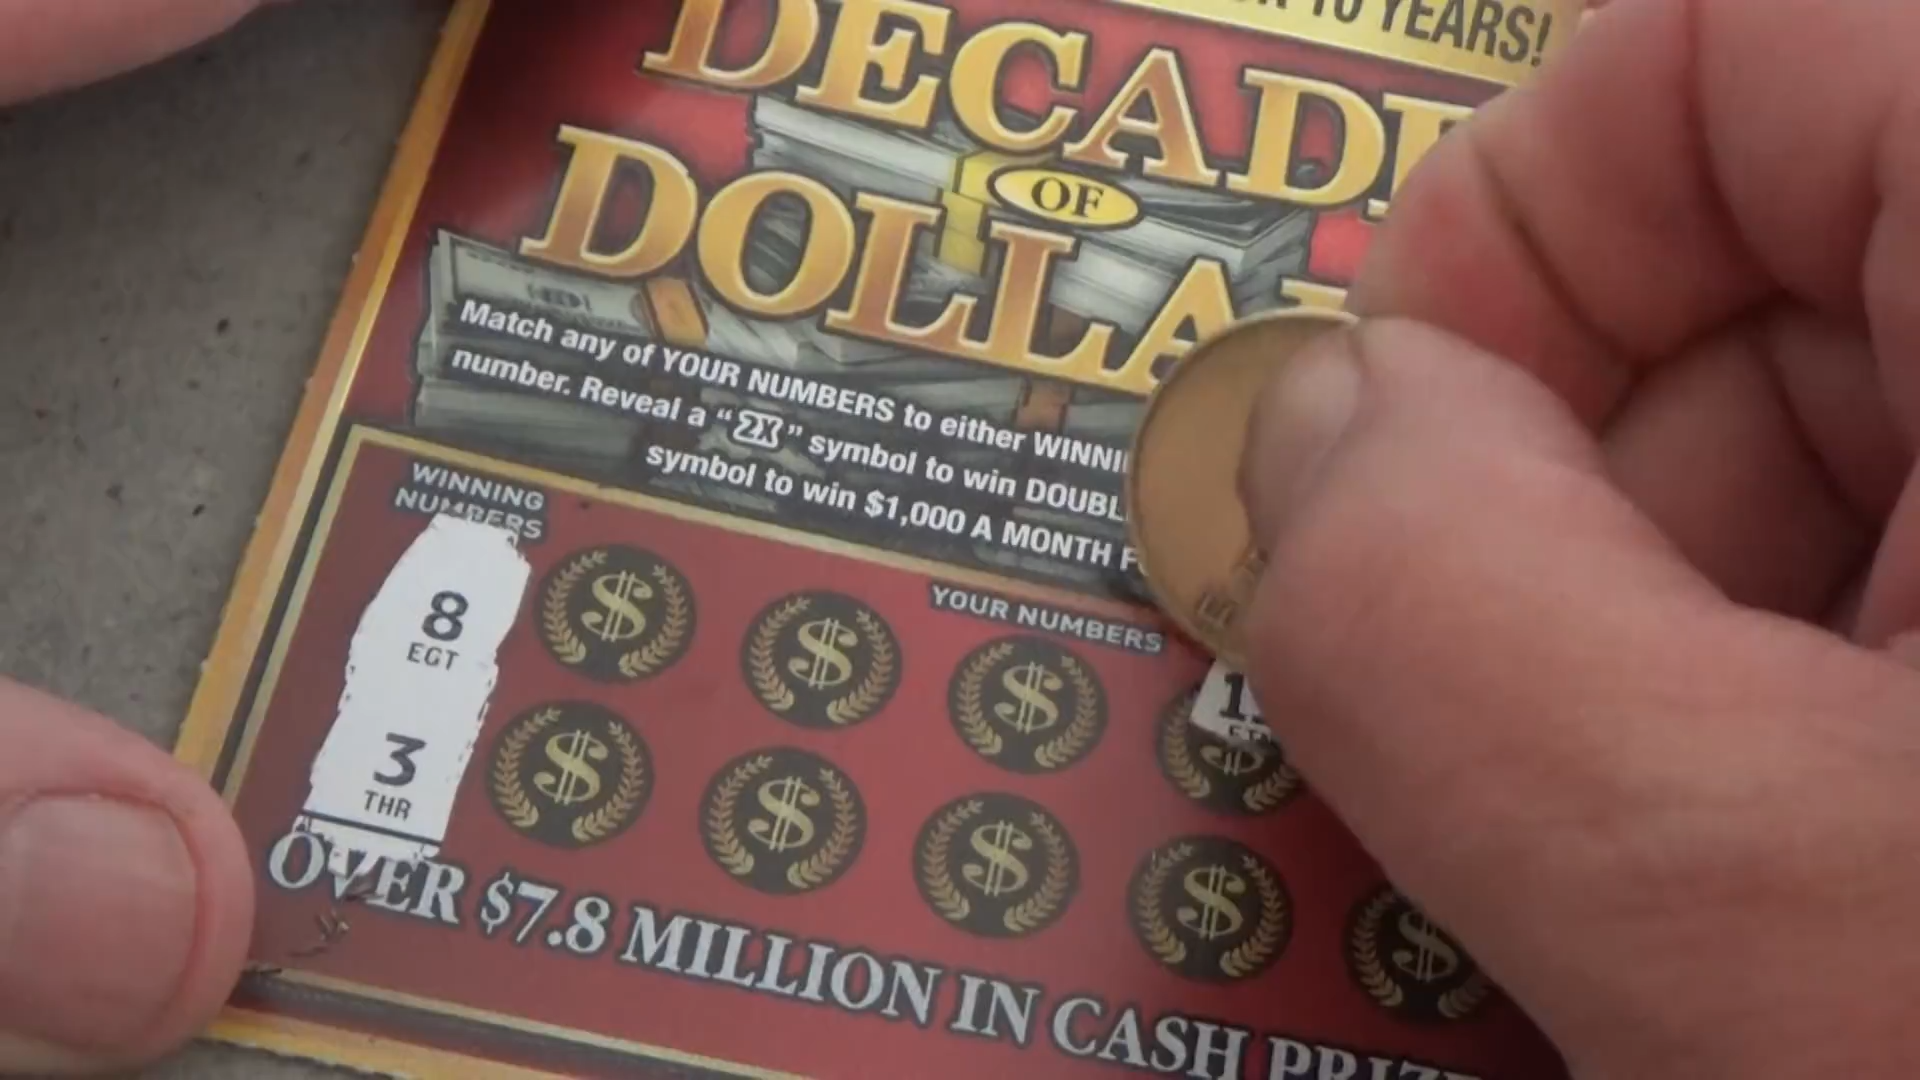 10 YEARS!
DECADE
OF
DOLLA
Match any of YOUR NUMBERS to either WINNI
number. Reveal a "2X" symbol to win DOUBL
symbol to win $1,000 A MONTH F
WINNING
NUMBERS
YOUR NUMBERS
8
EGT
3
THR
OVER $7.8 MILLION IN CASH PRIZE